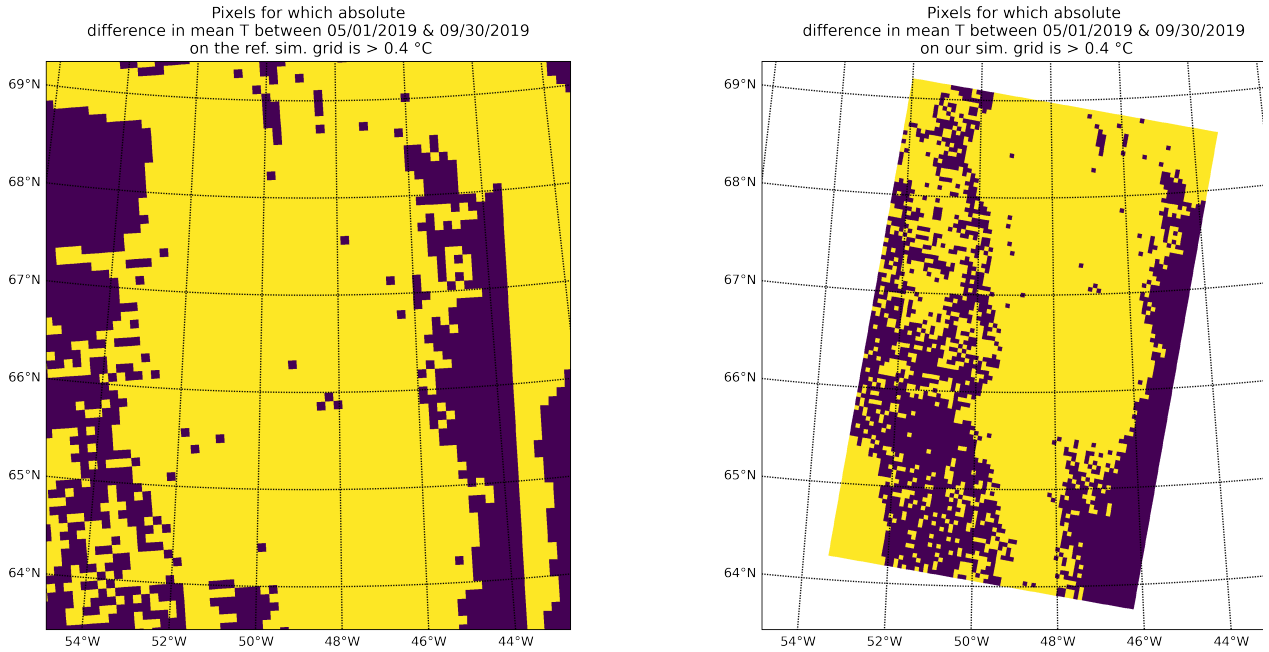 Pixels for which absolute
difference in mean T between 05/01/2019 & 09/30/2019
on the ref. sim. grid is > 0.4 °C
69°N
68°N
67°N
66°N
65°N
64°N
54°W 52°W 50°W 48°W 46°W 44°W
Pixels for which absolute
difference in mean T between 05/01/2019 & 09/30/2019
on our sim. grid is > 0.4 °C
69°N
68°N
67°N
66°N
65°N
64°N
54°W 52°W 50°W 48°W 46°W 44°W